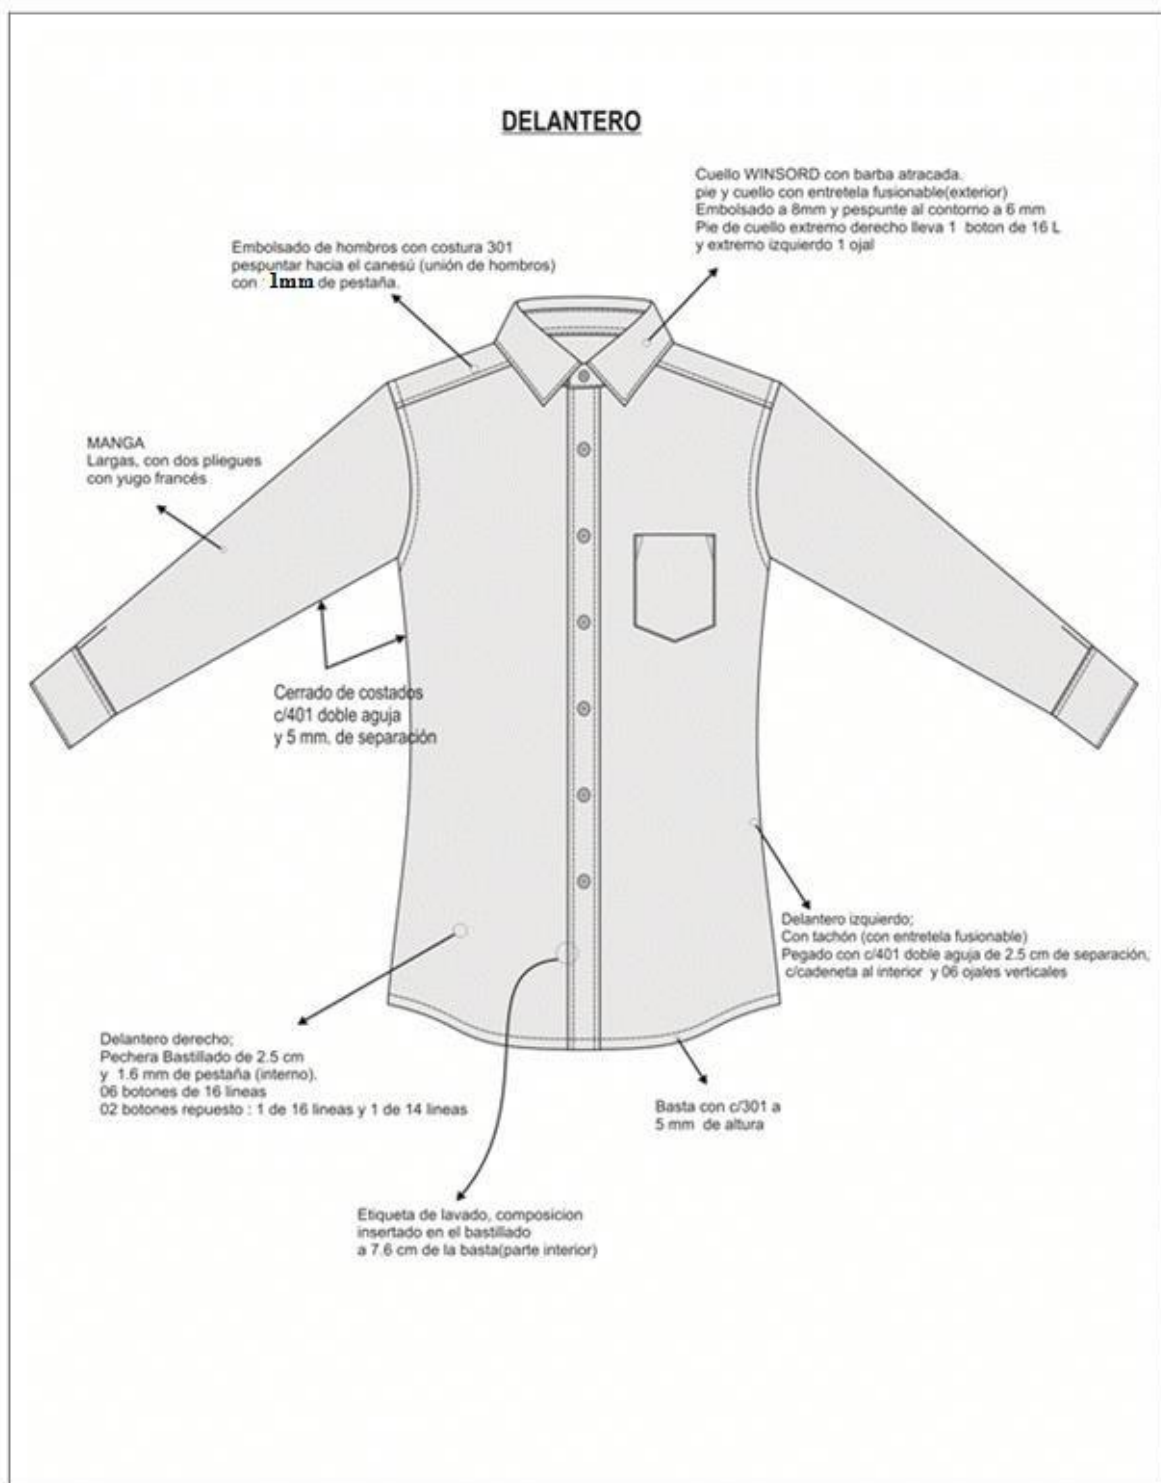 DELANTERO
Cuello WINSORD con barba atracada.
pie y cuello con entretela fusionable(exterior)
Embolsado a 8mm y pespunte al contorno a 6 mm
Pie de cuello extremo derecho lleva 1 boton de 16 L
y extremo izquierdo 1 ojal
Embolsado de hombros con costura 301
pespuntar hacia el canesú (unión de hombros)
con 1mm de pestaña.
MANGA
Largas, con dos pliegues
con yugo francés
Cerrado de costados
c/401 doble aguja
y 5 mm. de separación
Delantero izquierdo;
Con tachón (con entretela fusionable)
Pegado con c/401 doble aguja de 2.5 cm de separación,
c/cadeneta al interior y 06 ojales verticales
Delantero derecho;
Pechera Bastillado de 2.5 cm
y 1.6 mm de pestaña (interno).
06 botones de 16 lineas
02 botones repuesto : 1 de 16 lineas y 1 de 14 lineas
Basta con c/301 a
5 mm de altura
Etiqueta de lavado, composicion
insertado en el bastillado
a 7.6 cm de la basta(parte interior)